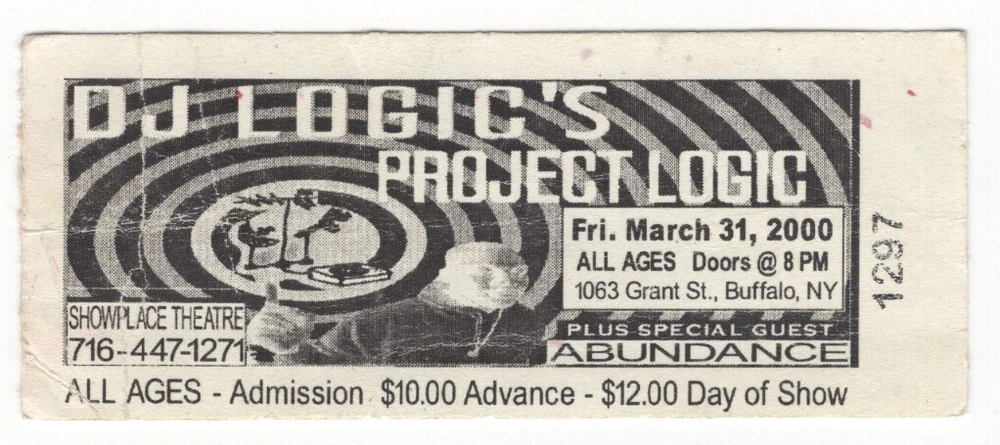 DJ LOGIC'S
PROJECT LOGIC
Fri. March 31, 2000
ALL AGES Doors @ 8 PM
1063 Grant St., Buffalo, NY
PLUS SPECIAL GUEST
ABUNDANCE
SHOWPLACE THEATRE
716-447-1271
ALL AGES - Admission $10.00 Advance - $12.00 Day of Show
1297